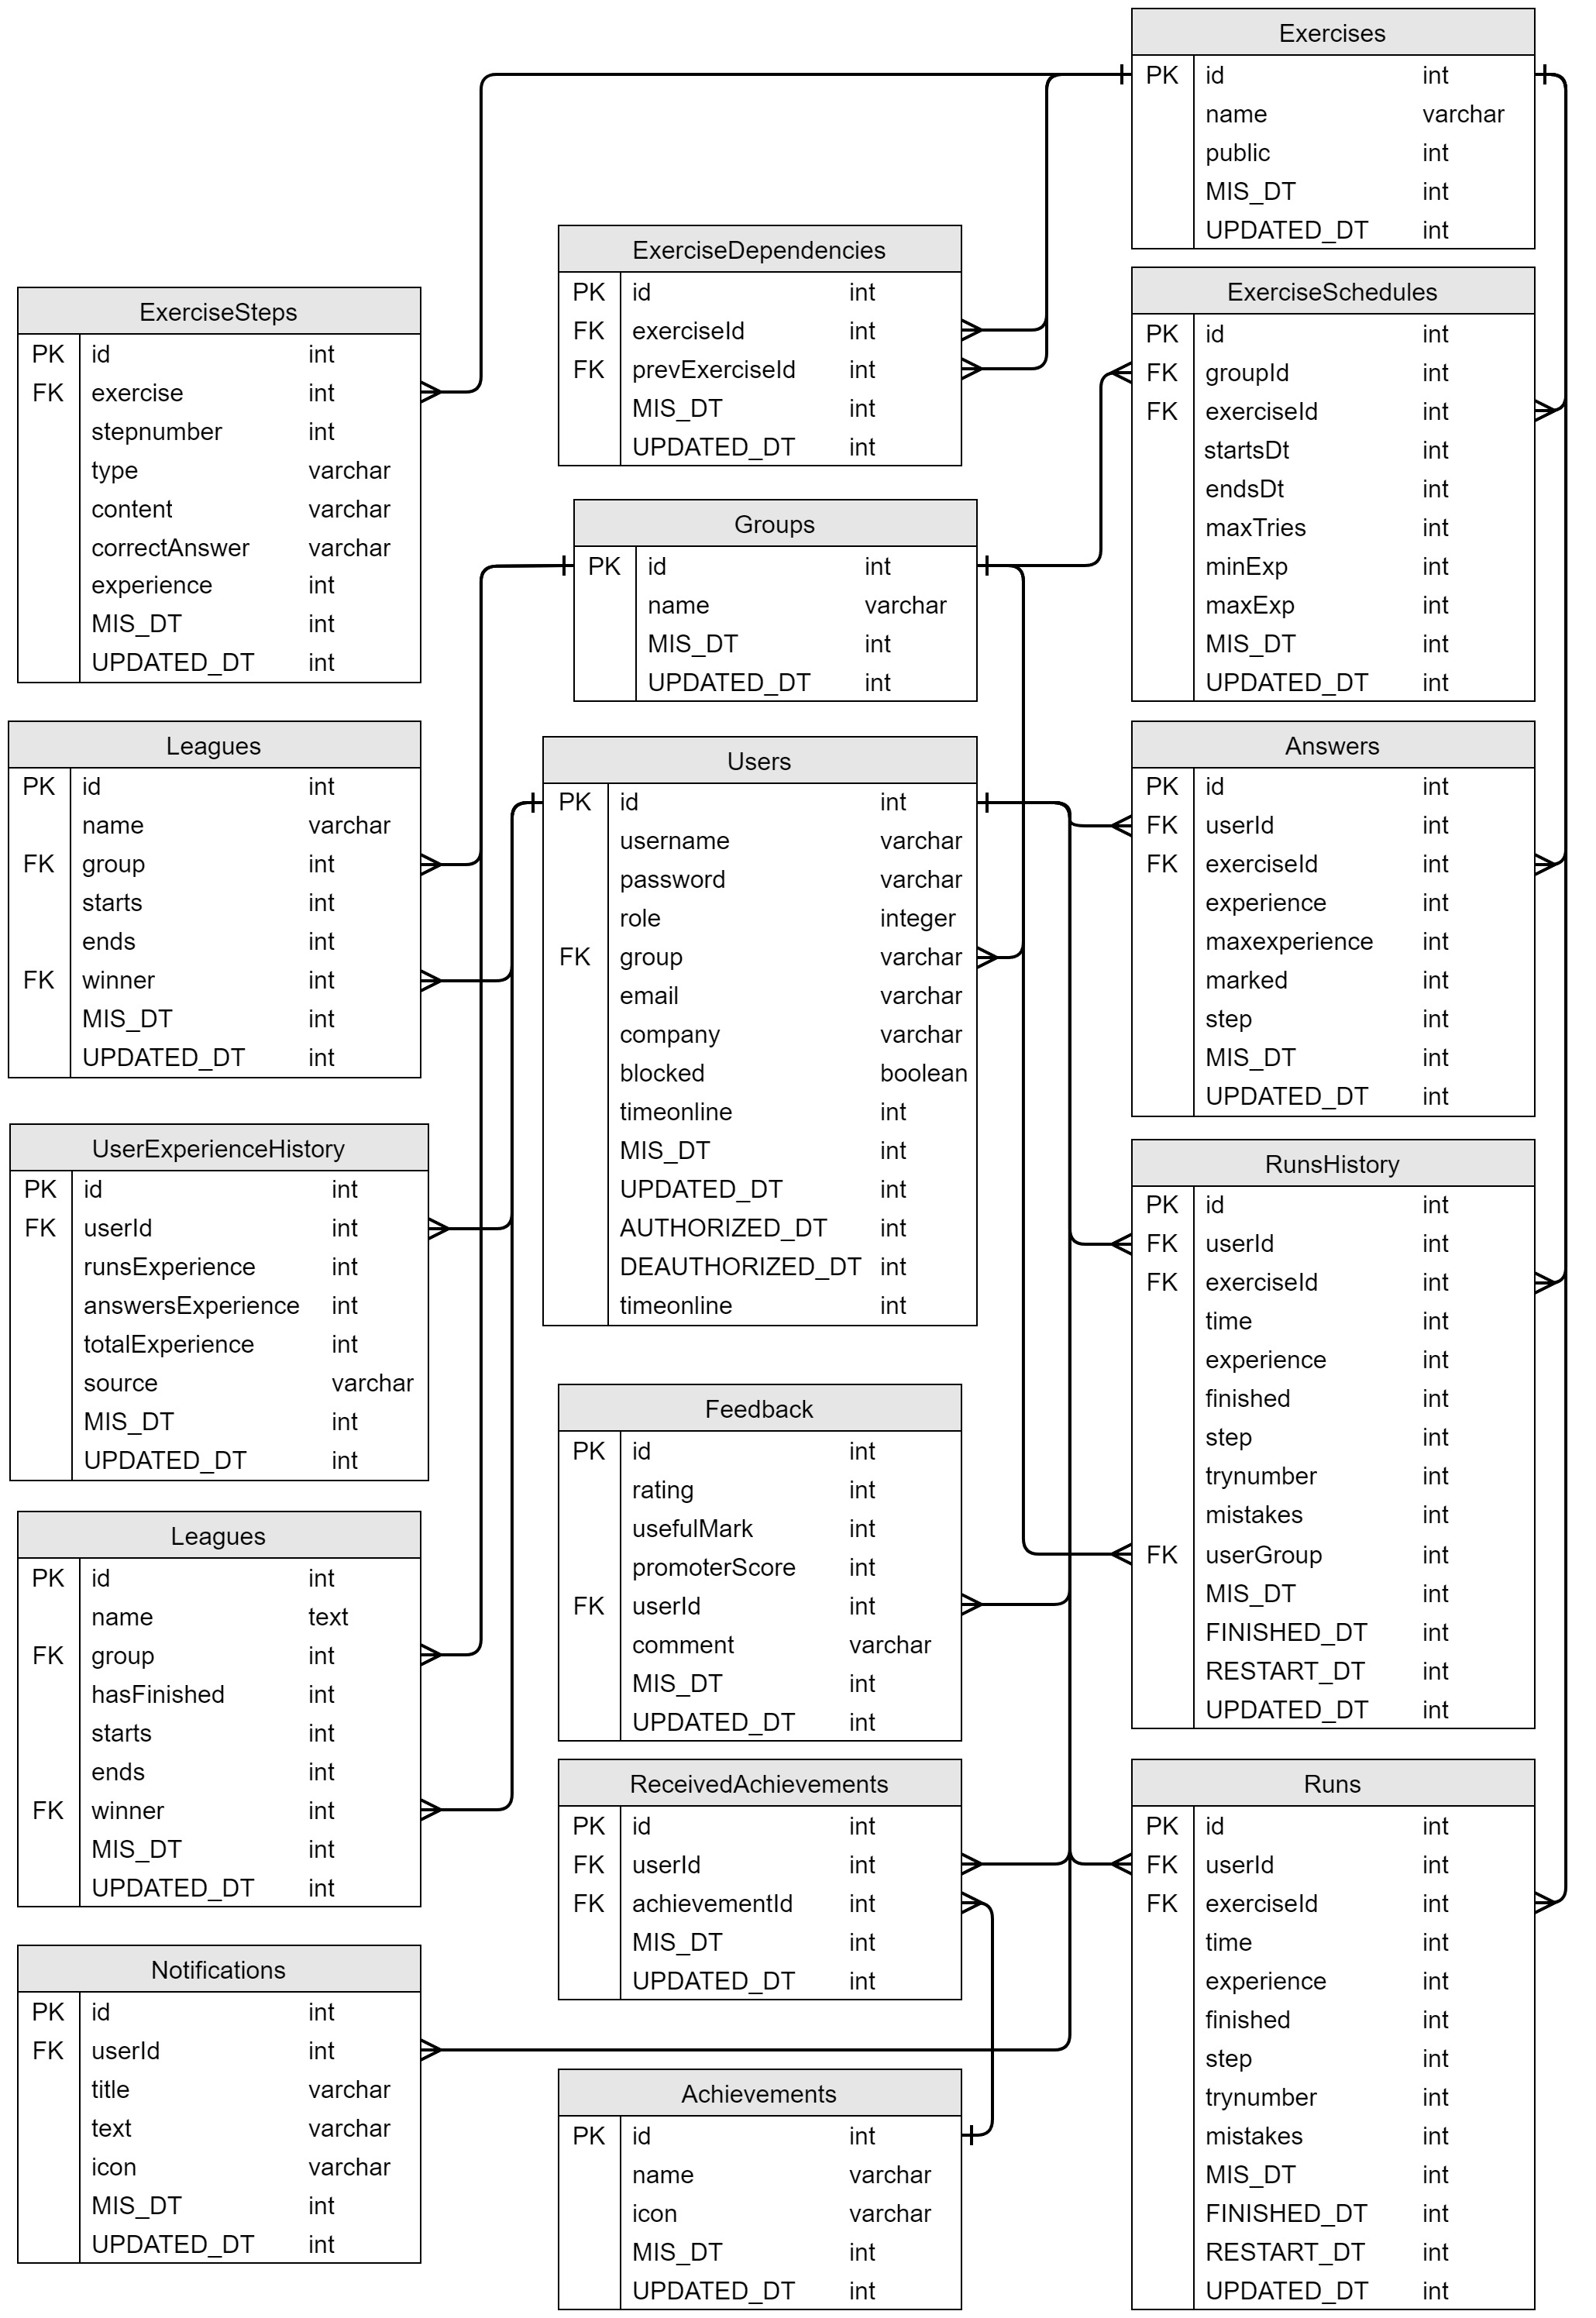 Exercises
PK id int
name varchar
public int
MIS_DT int
UPDATED_DT int
ExerciseDependencies
PK id int
FK exerciseId int
FK prevExerciseId int
MIS_DT int
UPDATED_DT int
ExerciseSchedules
PK id int
FK groupId int
FK exerciseId int
startsDt int
endsDt int
maxTries int
minExp int
maxExp int
MIS_DT int
UPDATED_DT int
ExerciseSteps
PK id int
FK exercise int
stepnumber int
type varchar
content varchar
correctAnswer varchar
experience int
MIS_DT int
UPDATED_DT int
Groups
PK id int
name varchar
MIS_DT int
UPDATED_DT int
Leagues
PK id int
name varchar
FK group int
starts int
ends int
FK winner int
MIS_DT int
UPDATED_DT int
Users
PK id int
username varchar
password varchar
role integer
FK group varchar
email varchar
company varchar
blocked boolean
timeonline int
MIS_DT int
UPDATED_DT int
AUTHORIZED_DT int
DEAUTHORIZED_DT int
timeonline int
Answers
PK id int
FK userId int
FK exerciseId int
experience int
maxexperience int
marked int
step int
MIS_DT int
UPDATED_DT int
UserExperienceHistory
PK id int
FK userId int
runsExperience int
answersExperience int
totalExperience int
source varchar
MIS_DT int
UPDATED_DT int
RunsHistory
PK id int
FK userId int
FK exerciseId int
time int
experience int
finished int
step int
trynumber int
mistakes int
FK userGroup int
MIS_DT int
FINISHED_DT int
RESTART_DT int
UPDATED_DT int
Feedback
PK id int
rating int
usefulMark int
promoterScore int
FK userId int
comment varchar
MIS_DT int
UPDATED_DT int
Leagues
PK id int
name text
FK group int
hasFinished int
starts int
ends int
FK winner int
MIS_DT int
UPDATED_DT int
ReceivedAchievements
PK id int
FK userId int
FK achievementId int
MIS_DT int
UPDATED_DT int
Runs
PK id int
FK userId int
FK exerciseId int
time int
experience int
finished int
step int
trynumber int
mistakes int
MIS_DT int
FINISHED_DT int
RESTART_DT int
UPDATED_DT int
Notifications
PK id int
FK userId int
title varchar
text varchar
icon varchar
MIS_DT int
UPDATED_DT int
Achievements
PK id int
name varchar
icon varchar
MIS_DT int
UPDATED_DT int